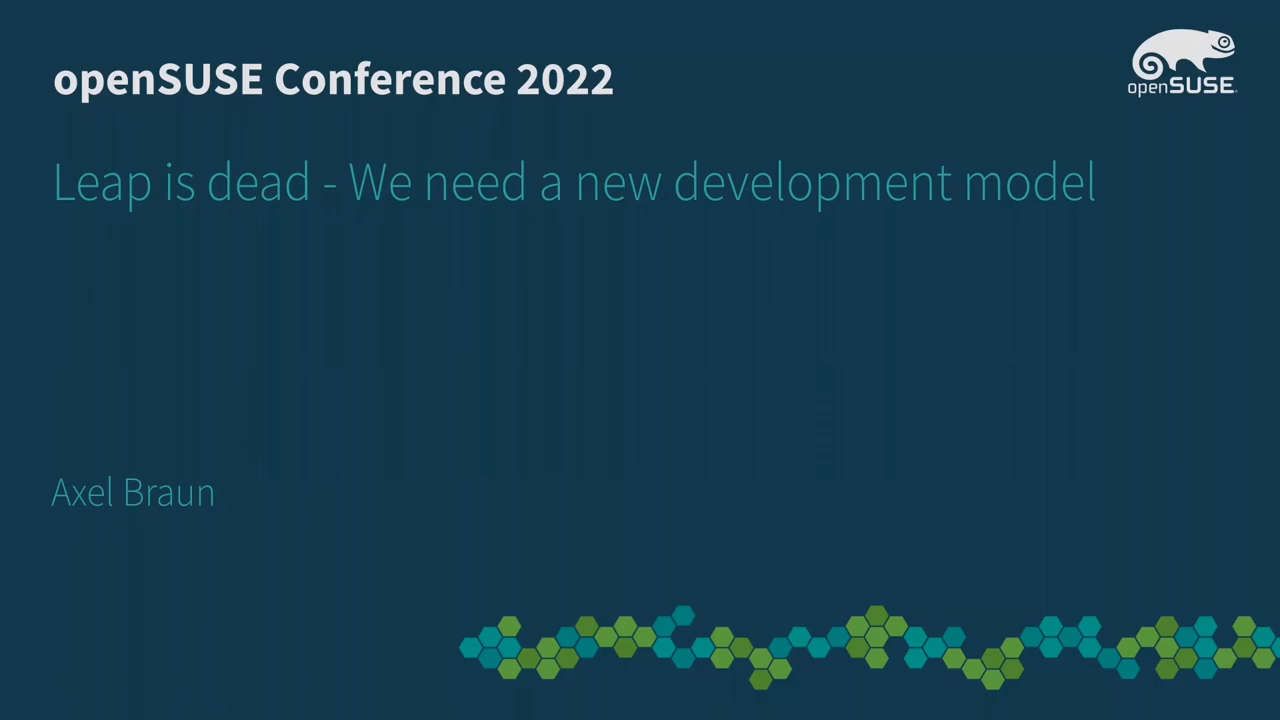 openSUSE Conference 2022
openSUSE
Leap is dead - We need a new development model
Axel Braun